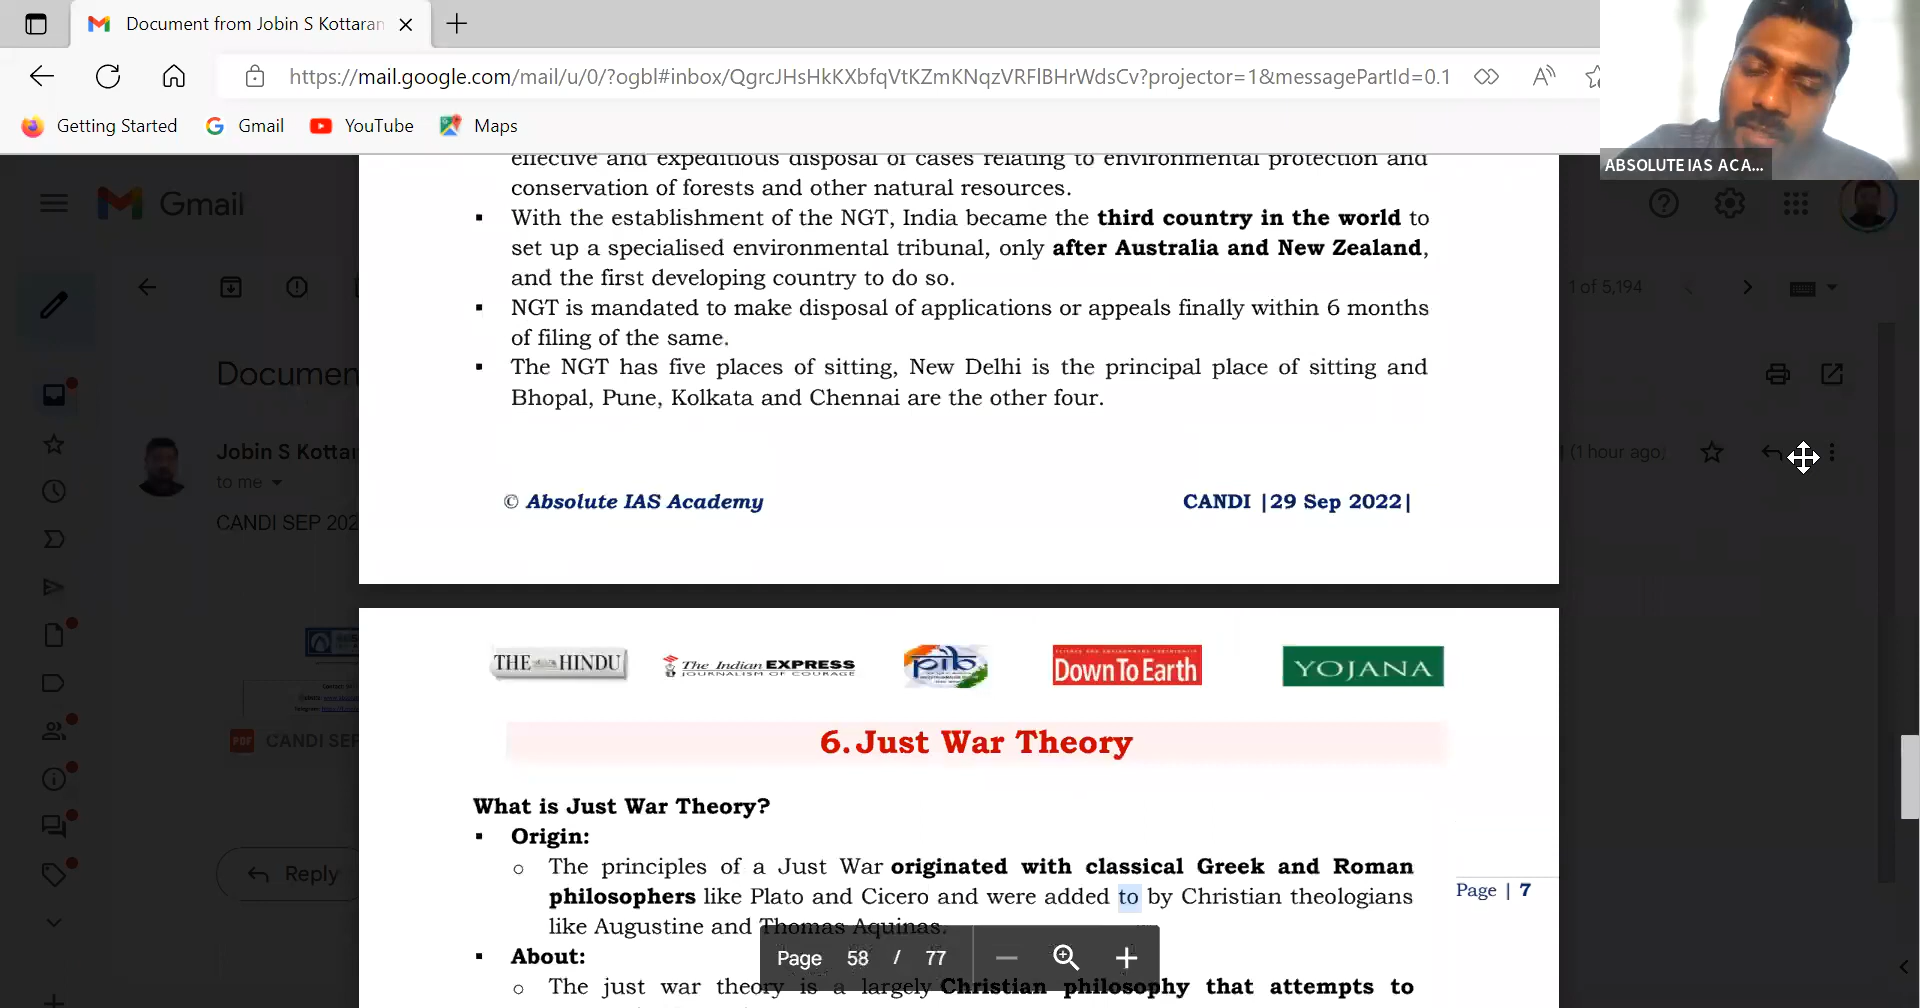 Document from Jobin S Kottaran
https://mail.google.com/mail/u/0/?ogbl#inbox/QgrcJHsHkKXbfqVtKZmKNqzVRFlBHrWdsCv?projector=1&messagePartId=0.1
Getting Started Gmail YouTube Maps
ABSOLUTE IAS ACA...
Gmail
effective and expeditious disposal of cases relating to environmental protection and
conservation of forests and other natural resources.
▪ With the establishment of the NGT, India became the third country in the world to
set up a specialised environmental tribunal, only after Australia and New Zealand,
and the first developing country to do so.
1 of 5,194
▪ NGT is mandated to make disposal of applications or appeals finally within 6 months
of filing of the same.
Documen
▪ The NGT has five places of sitting, New Delhi is the principal place of sitting and
Bhopal, Pune, Kolkata and Chennai are the other four.
Jobin S Kottar
(1 hour ago)
to me
CANDI SEP 202
© Absolute IAS Academy CANDI |29 Sep 2022|
THE HINDU
The Indian EXPRESS
JOURNALISM OF COURAGE
pib
DownToEarth
YOJANA
PDF CANDI SEP
6. Just War Theory
What is Just War Theory?
▪ Origin:
o The principles of a Just War originated with classical Greek and Roman
philosophers like Plato and Cicero and were added to by Christian theologians
like Augustine and Thomas Aquinas.
Page | 7
Reply
▪ About:
o The just war theory is a largely Christian philosophy that attempts to
Page 58 / 77